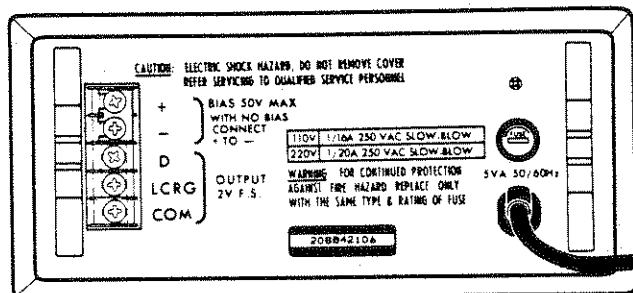 CAUTION: ELECTRIC SHOCK HAZARD, DO NOT REMOVE COVER
REFER SERVICING TO QUALIFIED SERVICE PERSONNEL
+
BIAS 50V MAX
WITH NO BIAS
−
CONNECT
+ TO −
D
LCRG
OUTPUT
2V F.S.
COM
110V 1/16A 250 VAC SLOW-BLOW
220V 1/20A 250 VAC SLOW-BLOW
WARNING FOR CONTINUED PROTECTION
AGAINST FIRE HAZARD REPLACE ONLY
WITH THE SAME TYPE & RATING OF FUSE
FUSE
5VA 50/60Hz
208842106